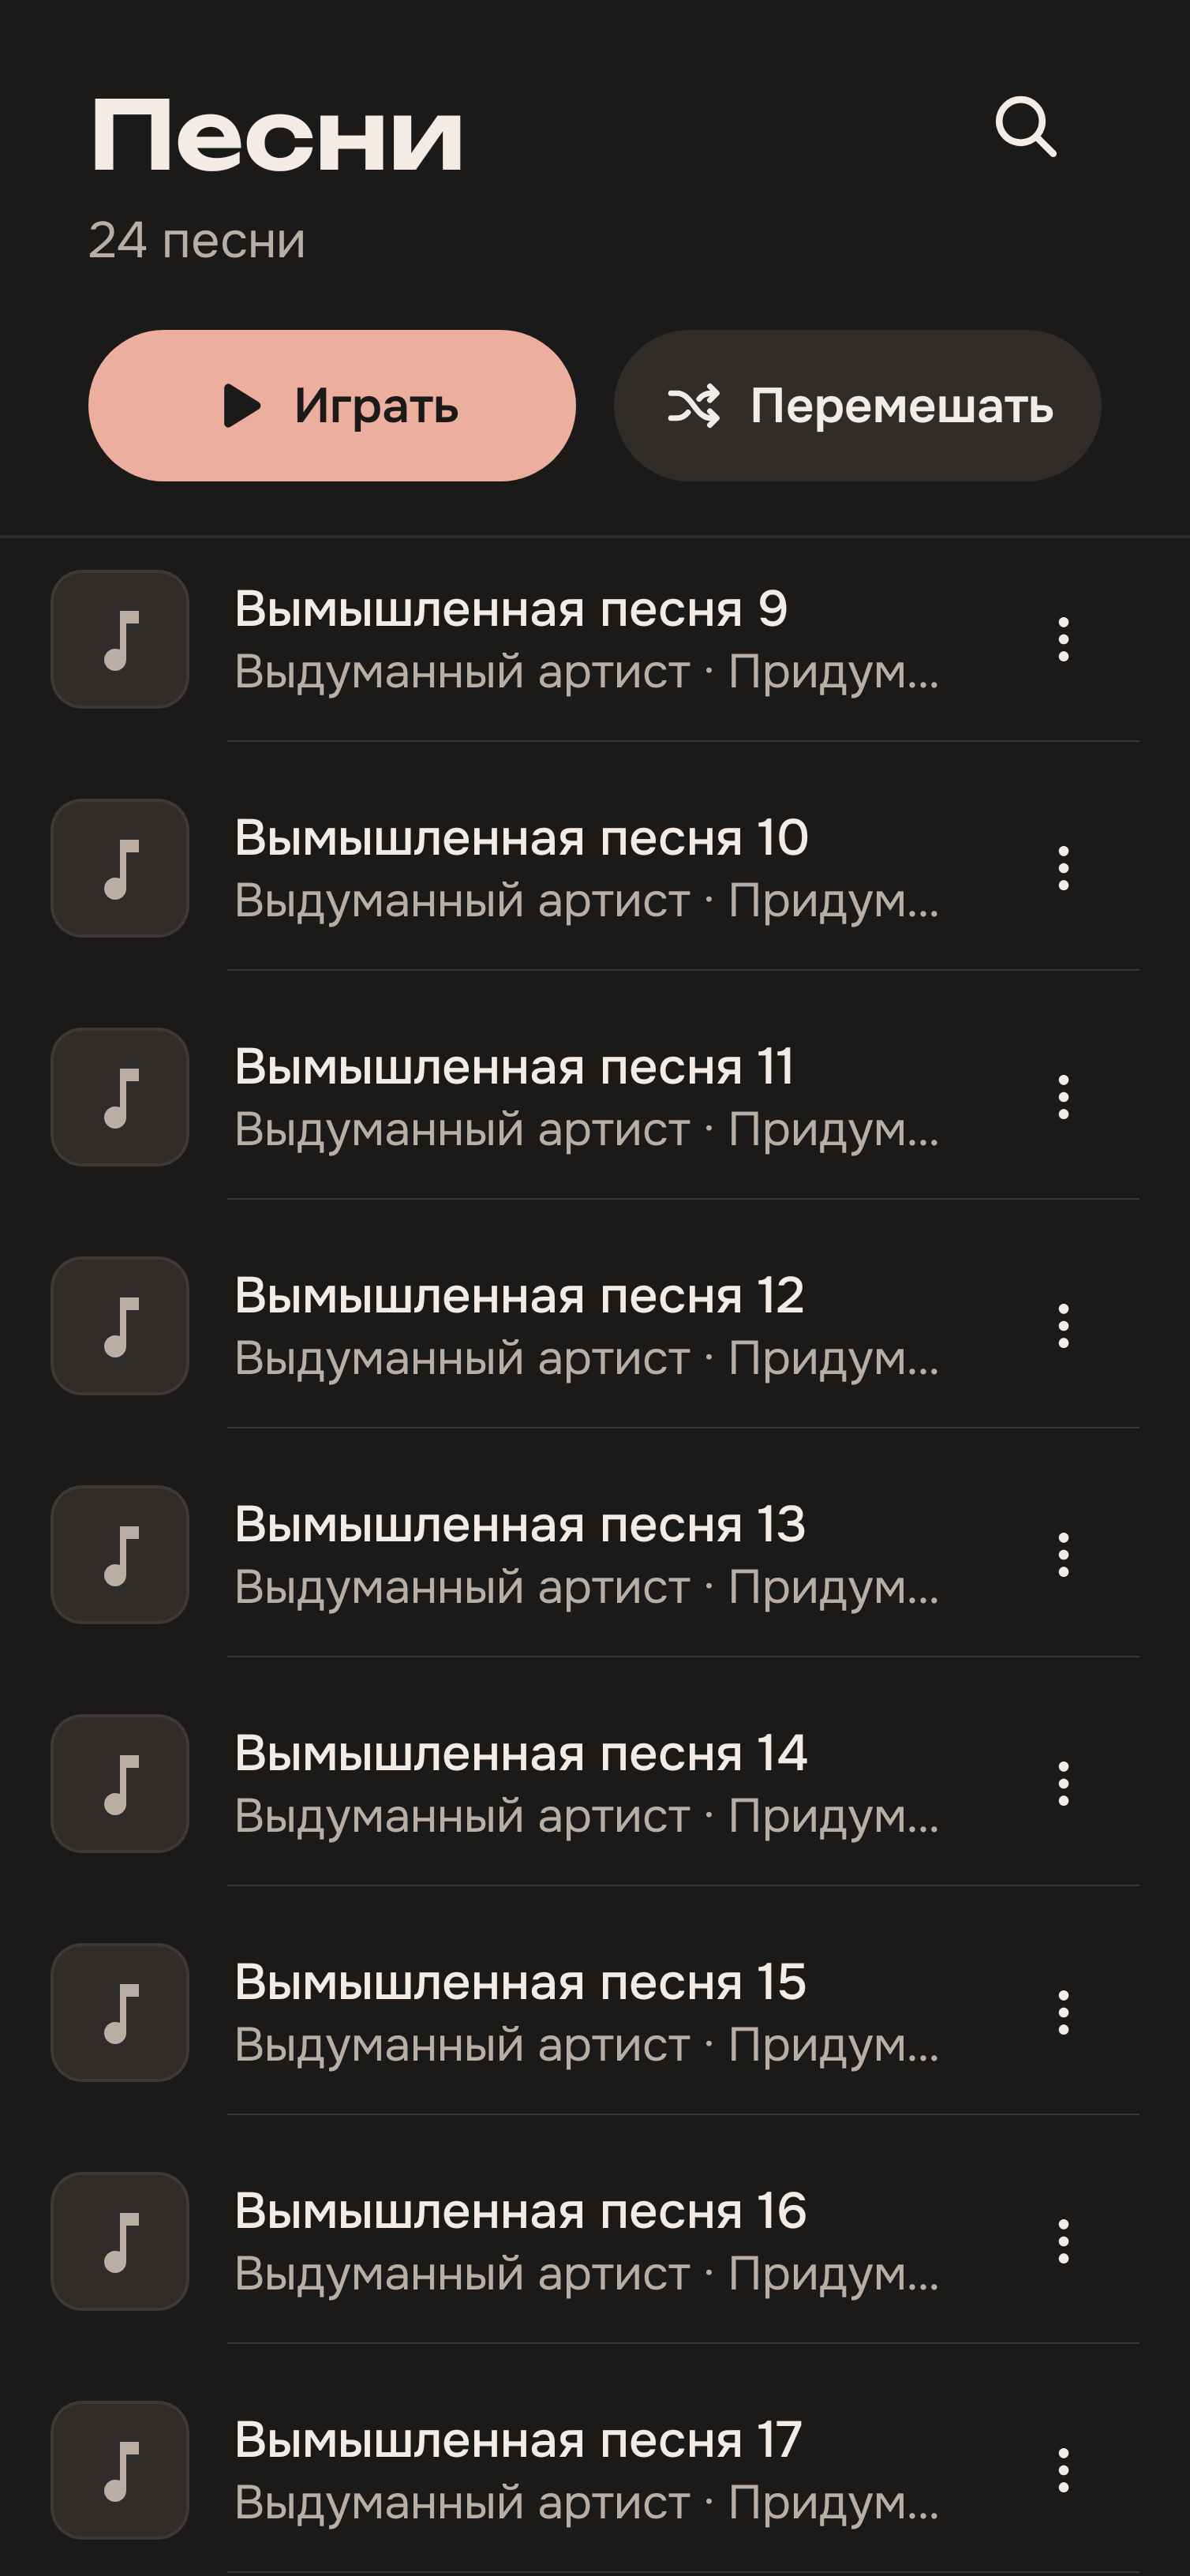 Песни
24 песни
Играть
Перемешать
Вымышленная песня 9
Выдуманный артист · Придум...
Вымышленная песня 10
Выдуманный артист · Придум...
Вымышленная песня 11
Выдуманный артист · Придум...
Вымышленная песня 12
Выдуманный артист · Придум...
Вымышленная песня 13
Выдуманный артист · Придум...
Вымышленная песня 14
Выдуманный артист · Придум...
Вымышленная песня 15
Выдуманный артист · Придум...
Вымышленная песня 16
Выдуманный артист · Придум...
Вымышленная песня 17
Выдуманный артист · Придум...